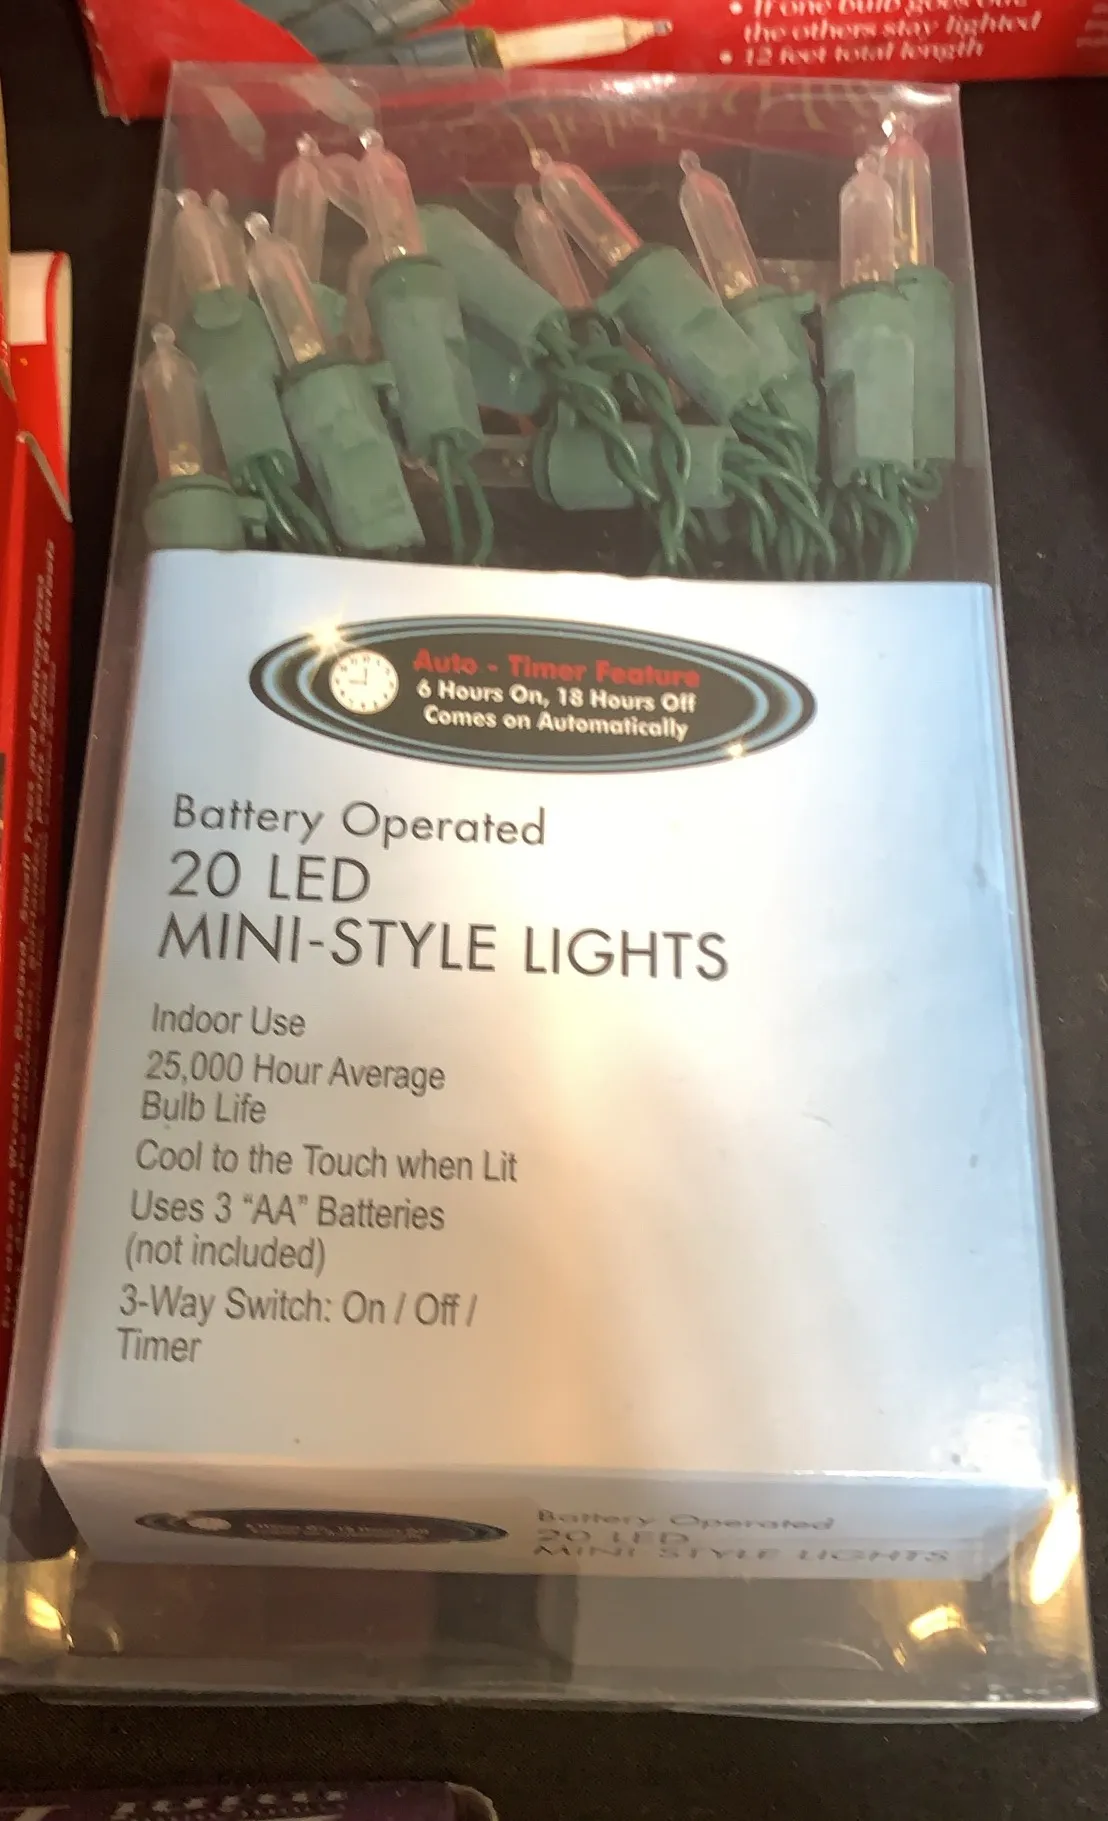 • If one bulb goes out
the others stay lighted
• 12 feet total length
Auto - Timer Feature
6 Hours On, 18 Hours Off
Comes on Automatically
Battery Operated
20 LED
MINI-STYLE LIGHTS
Indoor Use
25,000 Hour Average
Bulb Life
Cool to the Touch when Lit
Uses 3 “AA” Batteries
(not included)
3-Way Switch: On / Off /
Timer
Battery Operated
20 LED
MINI-STYLE LIGHTS